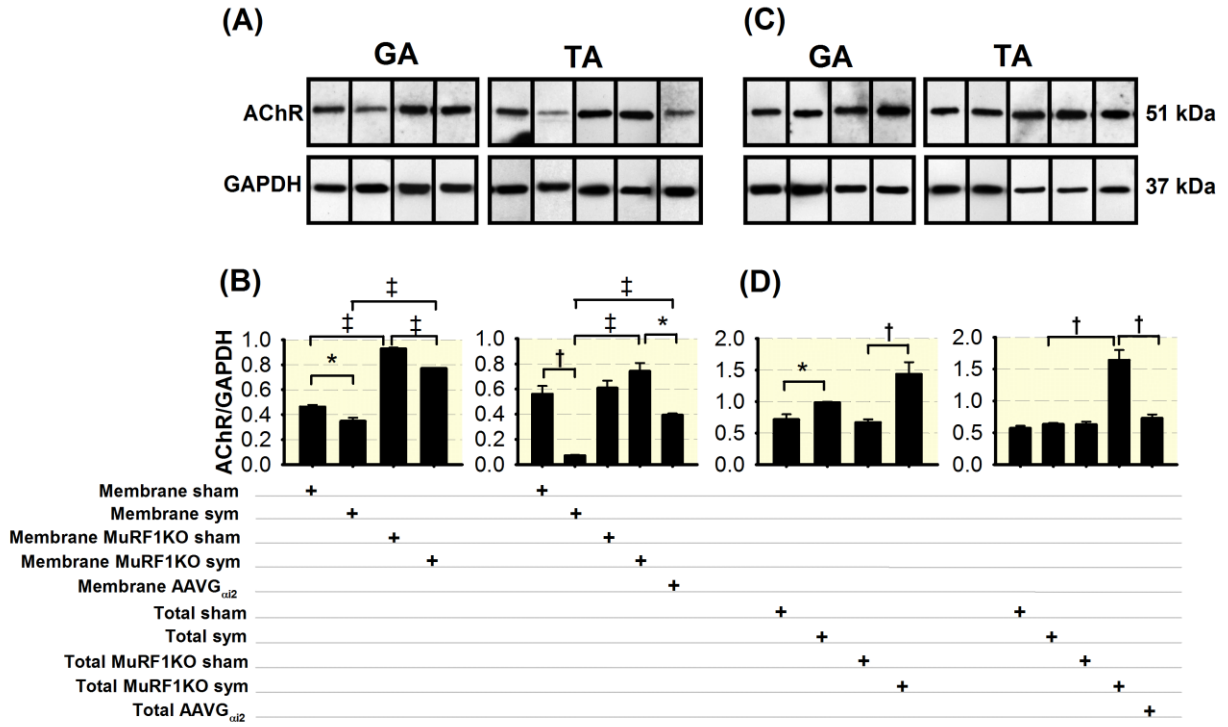 (A) (C)
GA TA GA TA
AChR 51 kDa
GAPDH 37 kDa
(B) (D)
‡ ‡
‡ ‡ ‡ * † †
* † † *
AChR/GAPDH
1.0 1.0 2.0 2.0
0.8 0.8 1.5 1.5
0.6 0.6 1.0 1.0
0.4 0.4 0.5 0.5
0.2 0.2 0.0 0.0
0.0 0.0
Membrane sham + +
Membrane sym + +
Membrane MuRF1KO sham + +
Membrane MuRF1KO sym + +
Membrane AAVGαi2 +
Total sham + +
Total sym + +
Total MuRF1KO sham + +
Total MuRF1KO sym + +
Total AAVGαi2 +